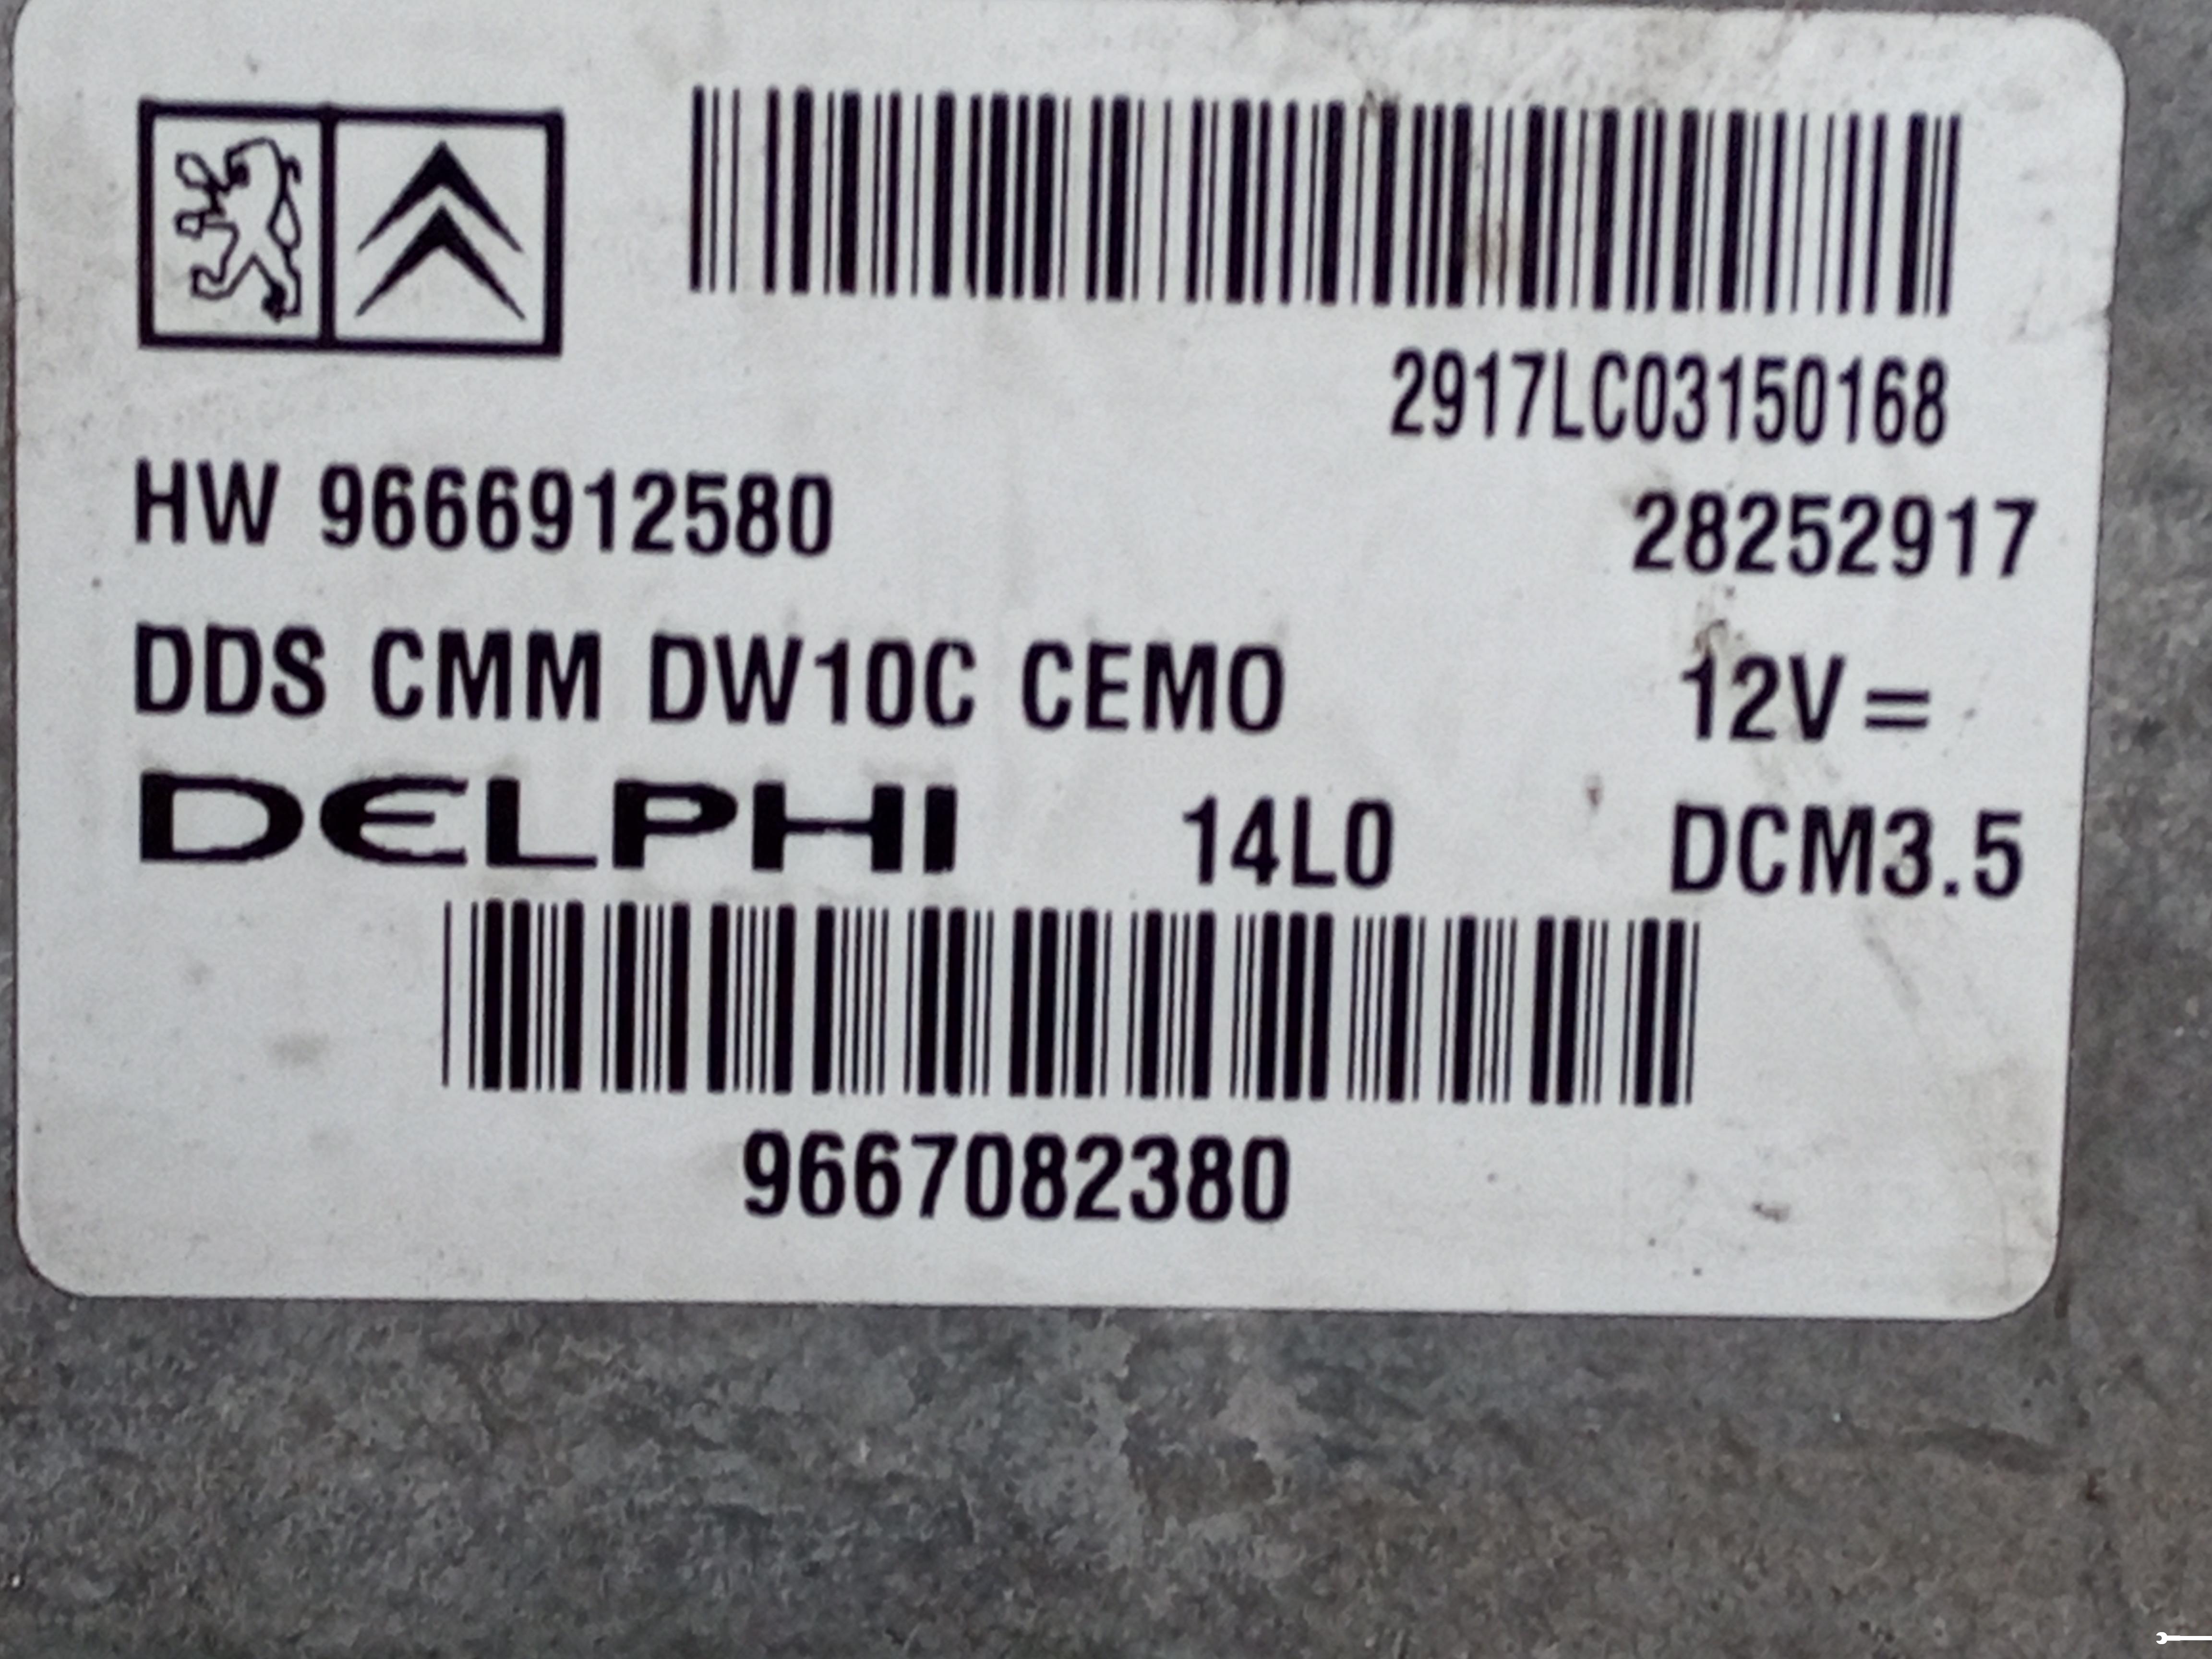 2917LC03150168
HW 9666912580 28252917
DDS CMM DW10C CEMO 12V=
DELPHI 14L0 DCM3.5
9667082380